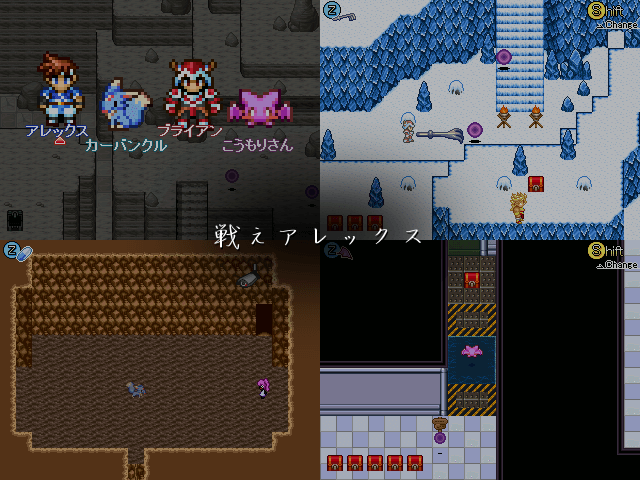 Z
Shift
Change
アレックス
カーバンクル
ブライアン
こうもりさん
戦えアレックス
Z
Z
Shift
Change